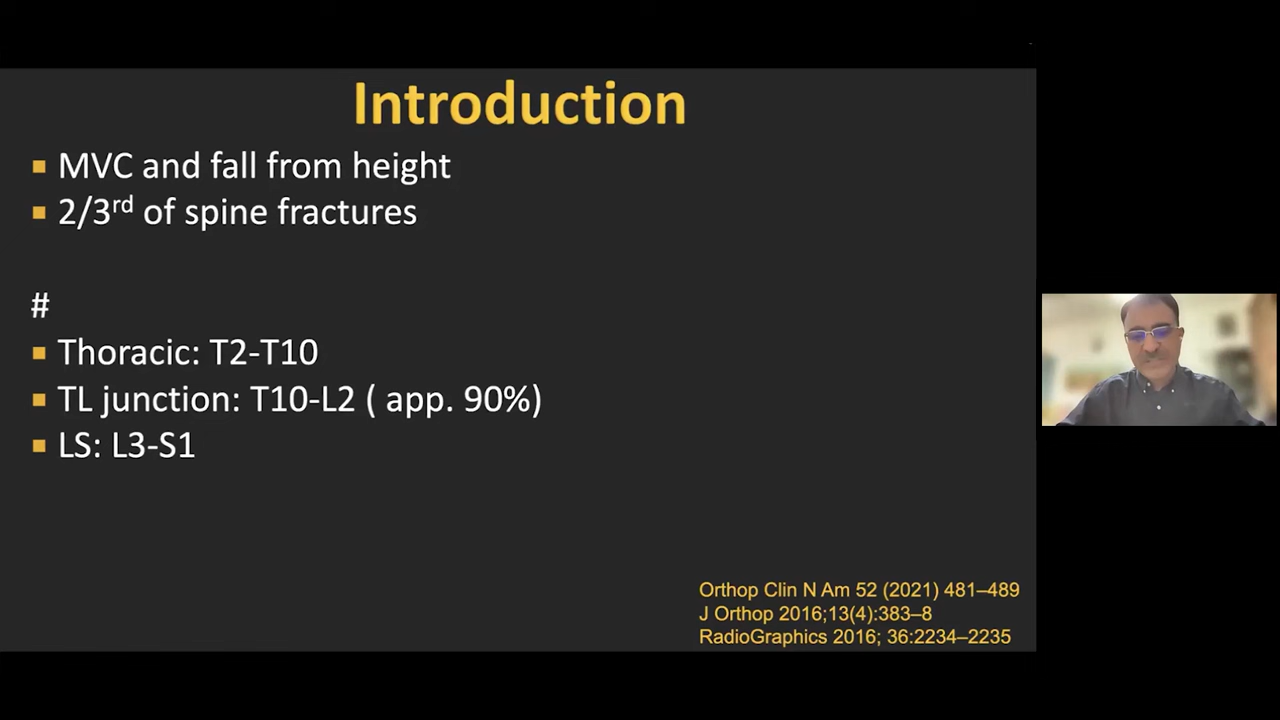 Introduction
MVC and fall from height
2/3rd of spine fractures
#
Thoracic: T2-T10
TL junction: T10-L2 ( app. 90%)
LS: L3-S1
Orthop Clin N Am 52 (2021) 481–489
J Orthop 2016;13(4):383–8
RadioGraphics 2016; 36:2234–2235